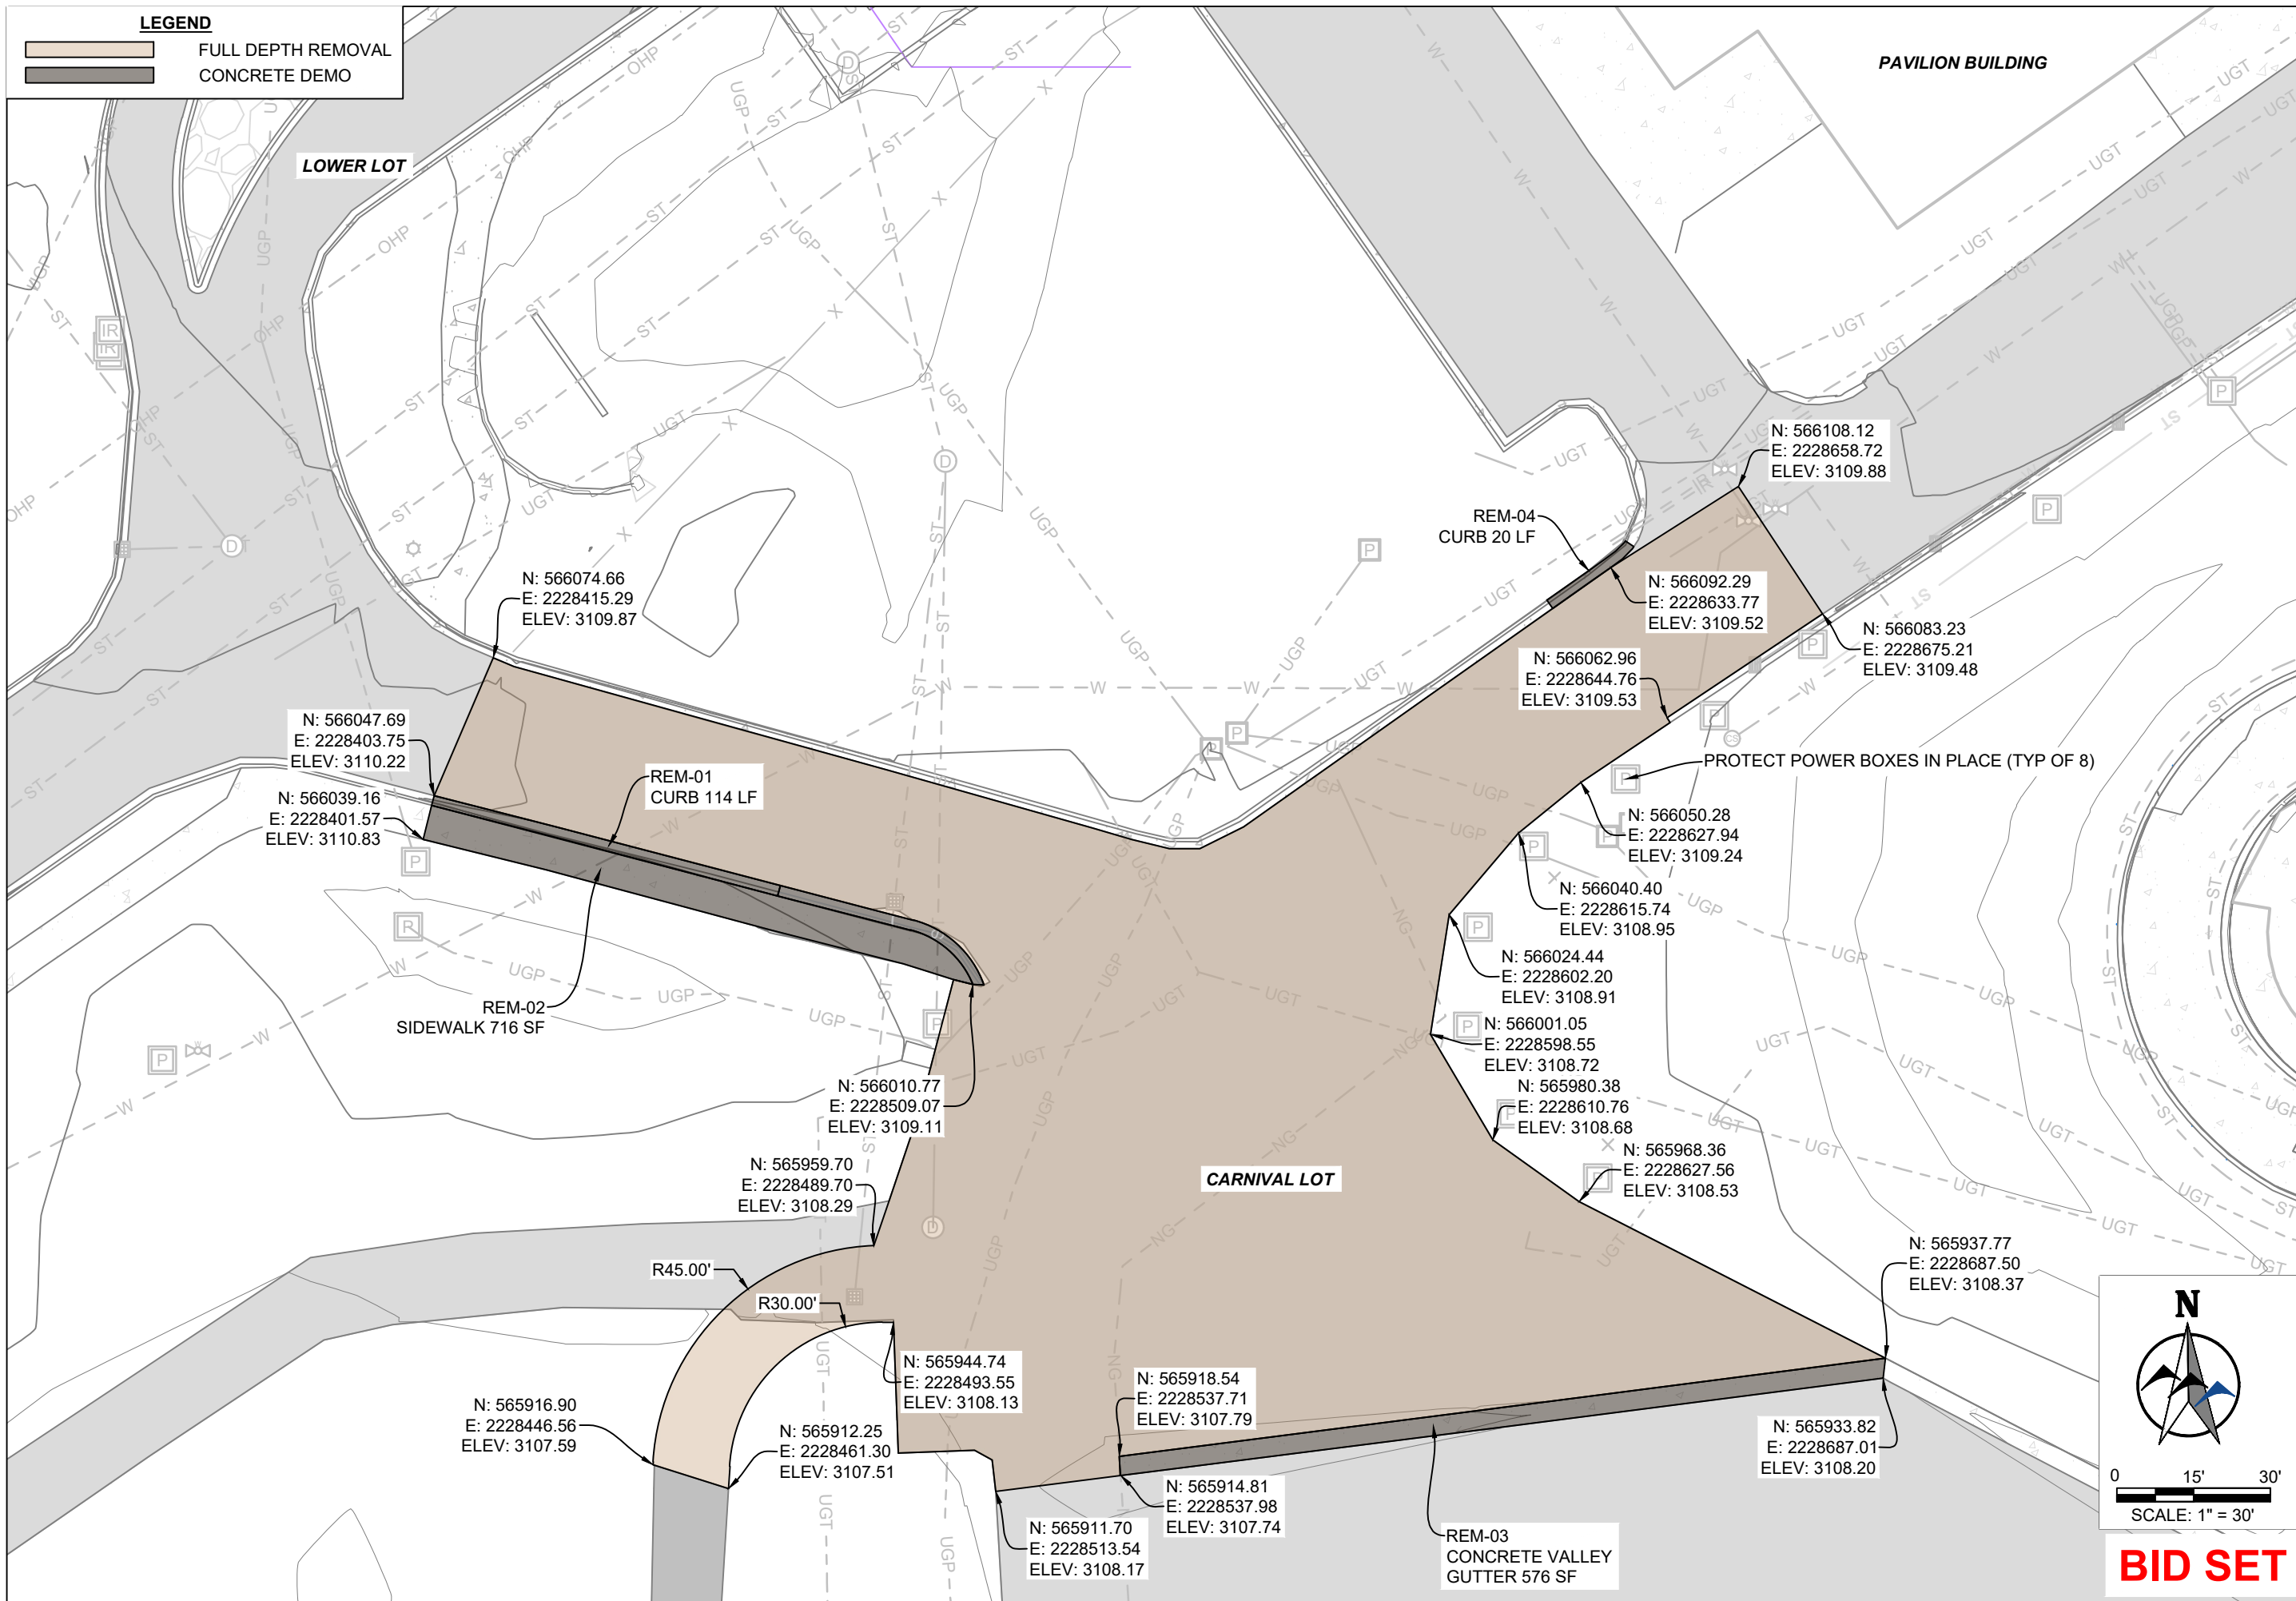 LEGEND
FULL DEPTH REMOVAL
CONCRETE DEMO
LOWER LOT
PAVILION BUILDING
N: 566108.12
E: 2228658.72
ELEV: 3109.88
REM-04
CURB 20 LF
N: 566074.66
E: 2228415.29
ELEV: 3109.87
N: 566092.29
E: 2228633.77
ELEV: 3109.52
N: 566083.23
E: 2228675.21
ELEV: 3109.48
N: 566062.96
E: 2228644.76
ELEV: 3109.53
N: 566047.69
E: 2228403.75
ELEV: 3110.22
PROTECT POWER BOXES IN PLACE (TYP OF 8)
REM-01
CURB 114 LF
N: 566039.16
E: 2228401.57
ELEV: 3110.83
N: 566050.28
E: 2228627.94
ELEV: 3109.24
N: 566040.40
E: 2228615.74
ELEV: 3108.95
N: 566024.44
E: 2228602.20
ELEV: 3108.91
REM-02
SIDEWALK 716 SF
N: 566001.05
E: 2228598.55
ELEV: 3108.72
N: 566010.77
E: 2228509.07
ELEV: 3109.11
N: 565980.38
E: 2228610.76
ELEV: 3108.68
N: 565959.70
E: 2228489.70
ELEV: 3108.29
CARNIVAL LOT
N: 565968.36
E: 2228627.56
ELEV: 3108.53
N: 565937.77
E: 2228687.50
ELEV: 3108.37
R45.00'
R30.00'
N: 565944.74
E: 2228493.55
ELEV: 3108.13
N: 565918.54
E: 2228537.71
ELEV: 3107.79
N: 565916.90
E: 2228446.56
ELEV: 3107.59
N: 565912.25
E: 2228461.30
ELEV: 3107.51
N: 565933.82
E: 2228687.01
ELEV: 3108.20
N: 565914.81
E: 2228537.98
ELEV: 3107.74
N: 565911.70
E: 2228513.54
ELEV: 3108.17
REM-03
CONCRETE VALLEY
GUTTER 576 SF
N
0 15' 30'
SCALE: 1" = 30'
BID SET